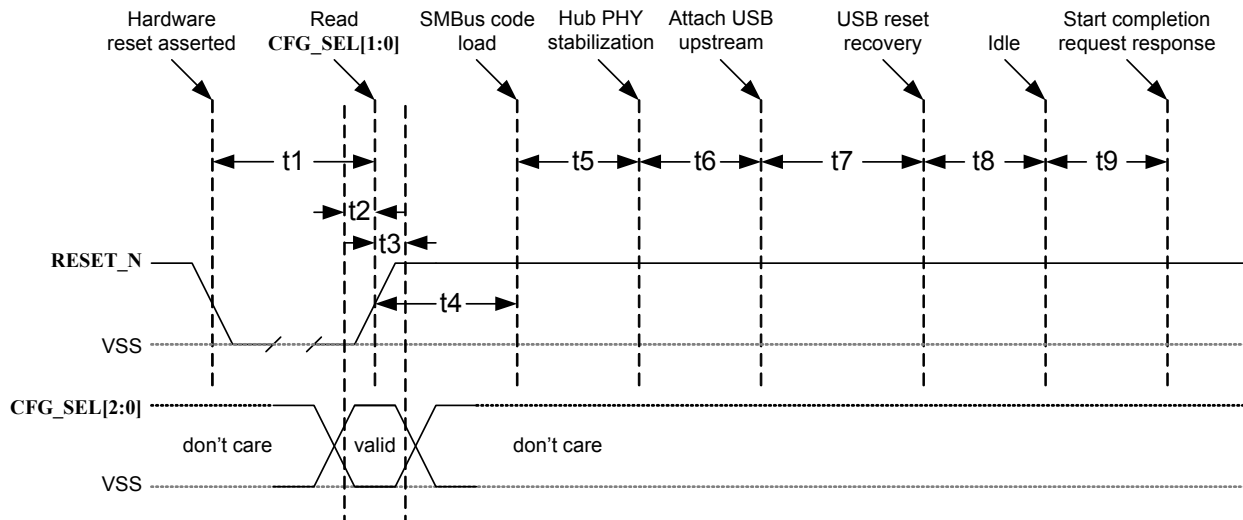 Hardware
reset asserted
Read
CFG_SEL[1:0]
SMBus code
load
Hub PHY
stabilization
Attach USB
upstream
USB reset
recovery
Idle
Start completion
request response
t1
t5
t6
t7
t8
t9
t2
t3
RESET_N
t4
VSS
CFG_SEL[2:0]
don't care
valid
don't care
VSS